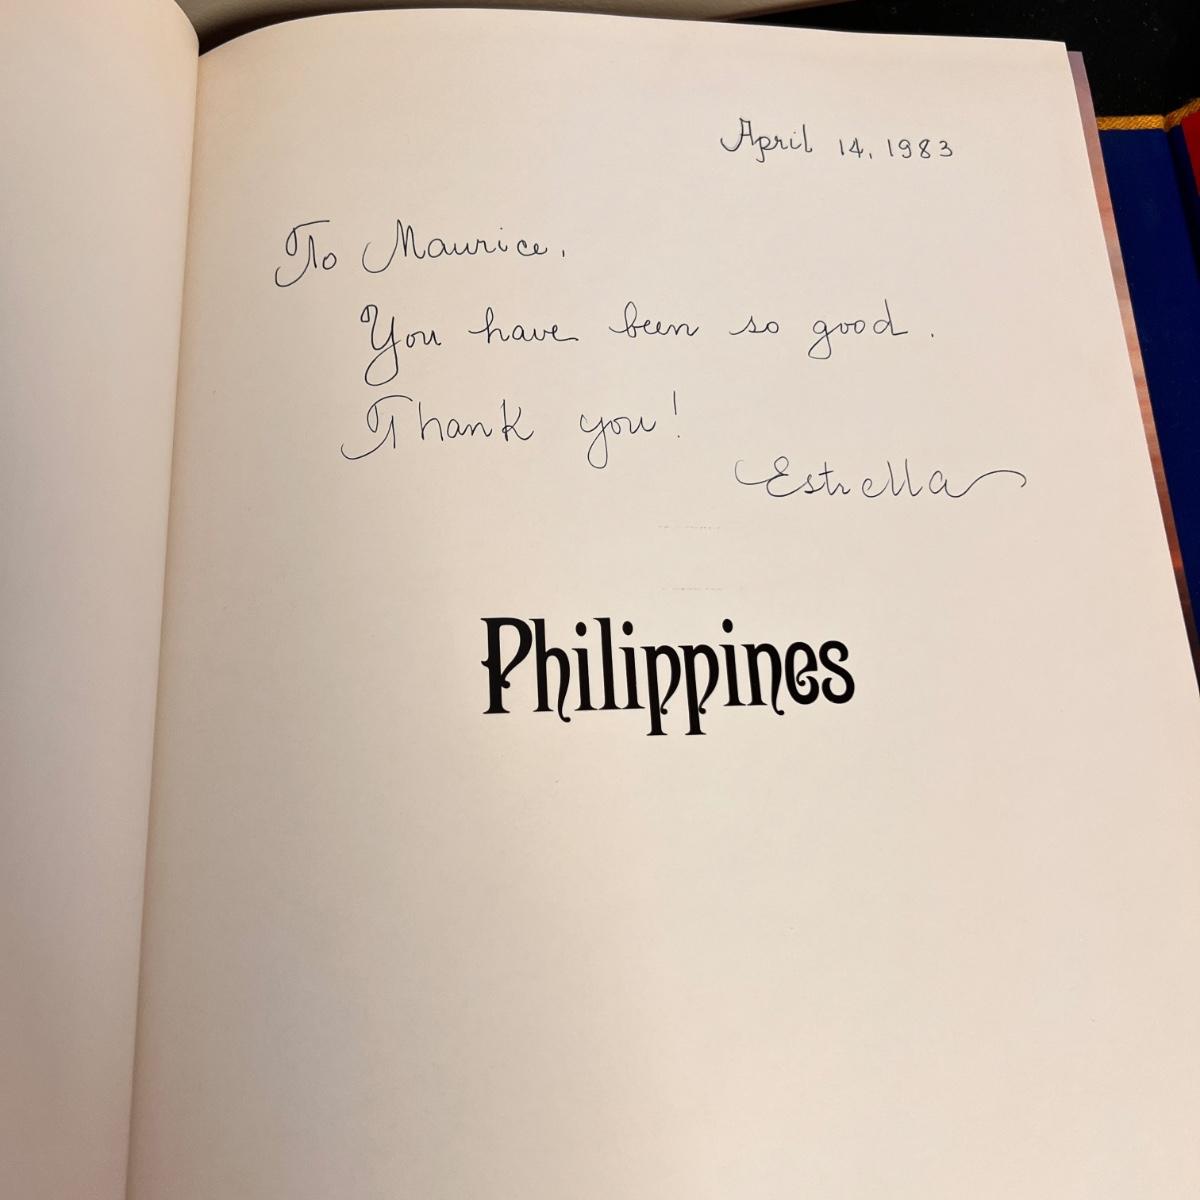 April 14, 1983
To Maurice,
You have been so good.
Thank you!
Estrella
Philippines